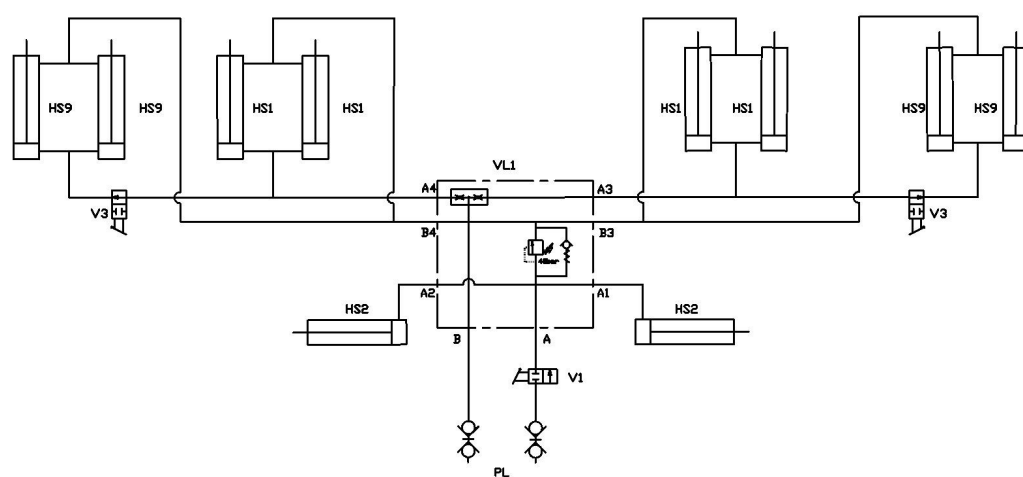 HS9 HS9 HS1 HS1 HS1 HS1 HS9 HS9
VL1
A4 A3
V3 V3
B4 B3
A2 A1
HS2 HS2
B A
V1
PL